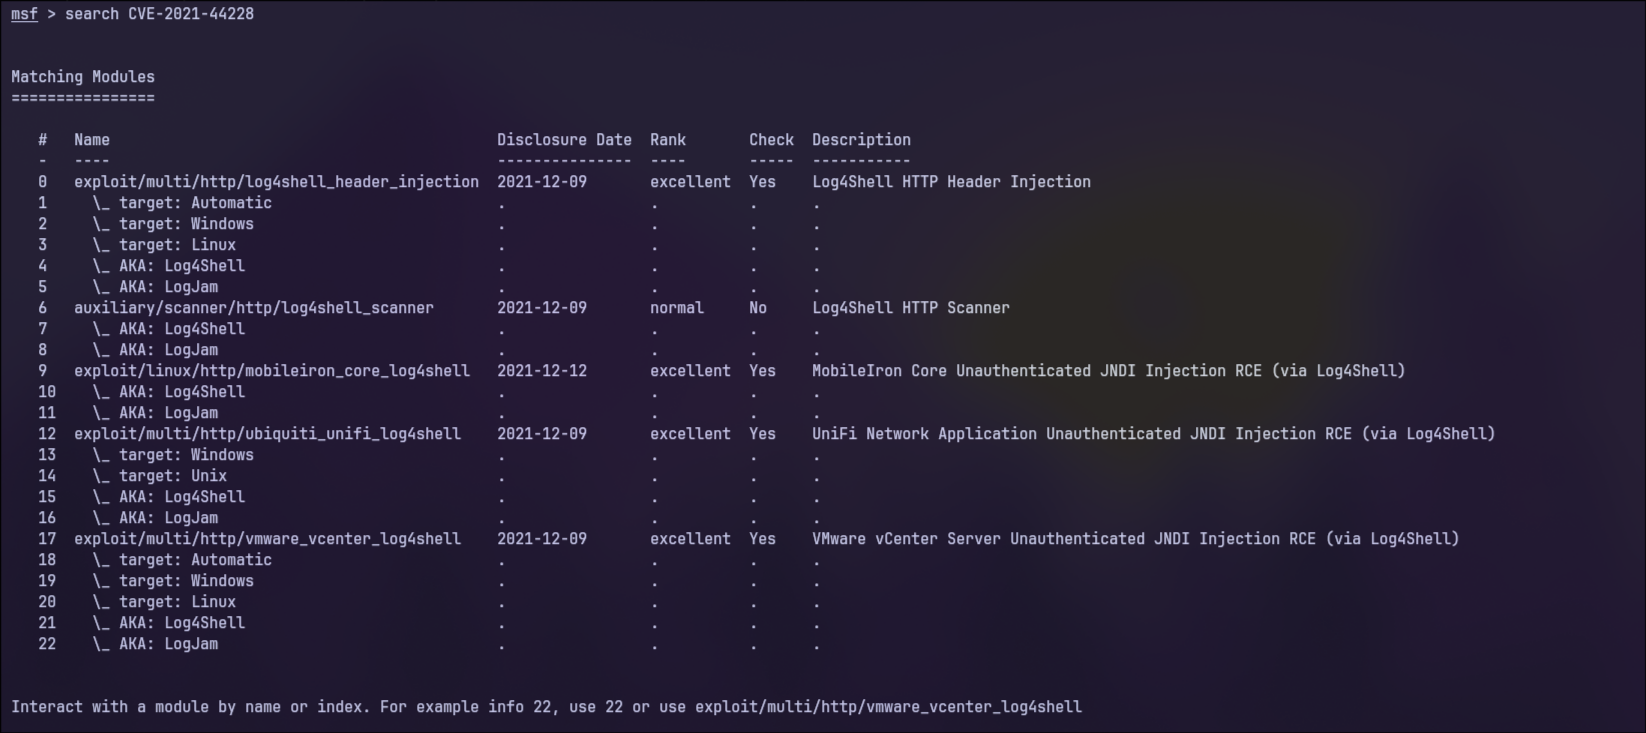 msf > search CVE-2021-44228
Matching Modules
================
#   Name                                         Disclosure Date  Rank       Check  Description
-   ----                                         ---------------  ----       -----  -----------
0   exploit/multi/http/log4shell_header_injection  2021-12-09       excellent  Yes    Log4Shell HTTP Header Injection
1     \_ target: Automatic                         .                .          .      .
2     \_ target: Windows                           .                .          .      .
3     \_ target: Linux                             .                .          .      .
4     \_ AKA: Log4Shell                            .                .          .      .
5     \_ AKA: LogJam                               .                .          .      .
6   auxiliary/scanner/http/log4shell_scanner       2021-12-09       normal     No     Log4Shell HTTP Scanner
7     \_ AKA: Log4Shell                            .                .          .      .
8     \_ AKA: LogJam                               .                .          .      .
9   exploit/linux/http/mobileiron_core_log4shell   2021-12-12       excellent  Yes    MobileIron Core Unauthenticated JNDI Injection RCE (via Log4Shell)
10    \_ AKA: Log4Shell                            .                .          .      .
11    \_ AKA: LogJam                               .                .          .      .
12  exploit/multi/http/ubiquiti_unifi_log4shell    2021-12-09       excellent  Yes    UniFi Network Application Unauthenticated JNDI Injection RCE (via Log4Shell)
13    \_ target: Windows                           .                .          .      .
14    \_ target: Unix                              .                .          .      .
15    \_ AKA: Log4Shell                            .                .          .      .
16    \_ AKA: LogJam                               .                .          .      .
17  exploit/multi/http/vmware_vcenter_log4shell    2021-12-09       excellent  Yes    VMware vCenter Server Unauthenticated JNDI Injection RCE (via Log4Shell)
18    \_ target: Automatic                         .                .          .      .
19    \_ target: Windows                           .                .          .      .
20    \_ target: Linux                             .                .          .      .
21    \_ AKA: Log4Shell                            .                .          .      .
22    \_ AKA: LogJam                               .                .          .      .
Interact with a module by name or index. For example info 22, use 22 or use exploit/multi/http/vmware_vcenter_log4shell